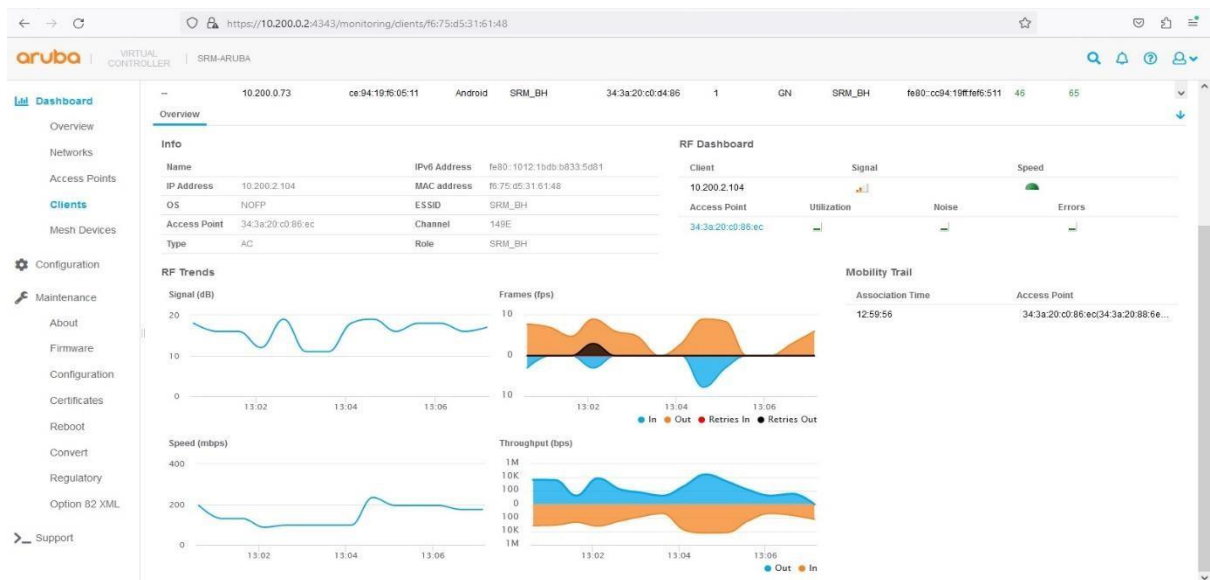 https://10.200.0.2:4343/monitoring/clients/f6:75:d5:31:61:48
aruba VIRTUAL CONTROLLER SRM-ARUBA
Dashboard
Overview
Networks
Access Points
Clients
Mesh Devices
Configuration
Maintenance
About
Firmware
Configuration
Certificates
Reboot
Convert
Regulatory
Option 82 XML
Support
-- 10.200.0.73 ce:94:19:f6:05:11 Android SRM_BH 34:3a:20:c0:d4:86 1 GN SRM_BH fe80::cc94:19ff:fef6:511 46 65
Overview
Info
Name IPv6 Address fe80::1012:1bdb:b833:5d81
IP Address 10.200.2.104 MAC address f6:75:d5:31:61:48
OS NOFP ESSID SRM_BH
Access Point 34:3a:20:c0:86:ec Channel 149E
Type AC Role SRM_BH
RF Dashboard
Client Signal Speed
10.200.2.104
Access Point Utilization Noise Errors
34:3a:20:c0:86:ec
RF Trends
Signal (dB)
20
10
0
13:02 13:04 13:06
Frames (fps)
10
0
10
13:02 13:04 13:06
In Out Retries In Retries Out
Mobility Trail
Association Time Access Point
12:59:56 34:3a:20:c0:86:ec(34:3a:20:88:6e...
Speed (mbps)
400
200
0
13:02 13:04 13:06
Throughput (bps)
1M
10K
100
0
100
10K
1M
13:02 13:04 13:06
Out In